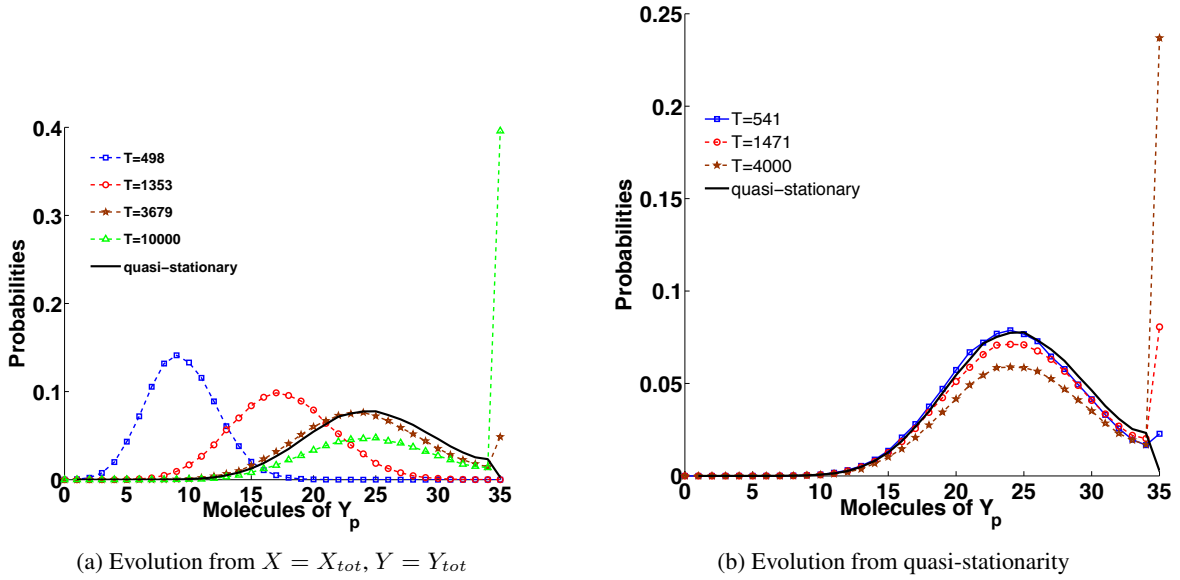 0.4
0.3
0.2
0.1
0
Probabilities
T=498
T=1353
T=3679
T=10000
quasi−stationary
0 5 10 15 20 25 30 35
Molecules of Y_p
(a) Evolution from X = X_tot, Y = Y_tot
0.25
0.2
0.15
0.1
0.05
0
Probabilities
T=541
T=1471
T=4000
quasi−stationary
0 5 10 15 20 25 30 35
Molecules of Y_p
(b) Evolution from quasi-stationarity